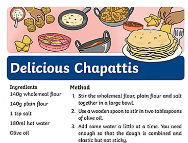 Delicious Chapattis
Ingredients
140g wholemeal flour
140g plain flour
1 tsp salt
180ml hot water
Olive oil
Method
1. Stir the wholemeal flour, plain flour and salt
together in a large bowl.
2. Use a wooden spoon to stir in two tablespoons
of olive oil.
3. Add some water a little at a time. You need
enough so that the dough is combined and
elastic but not sticky.